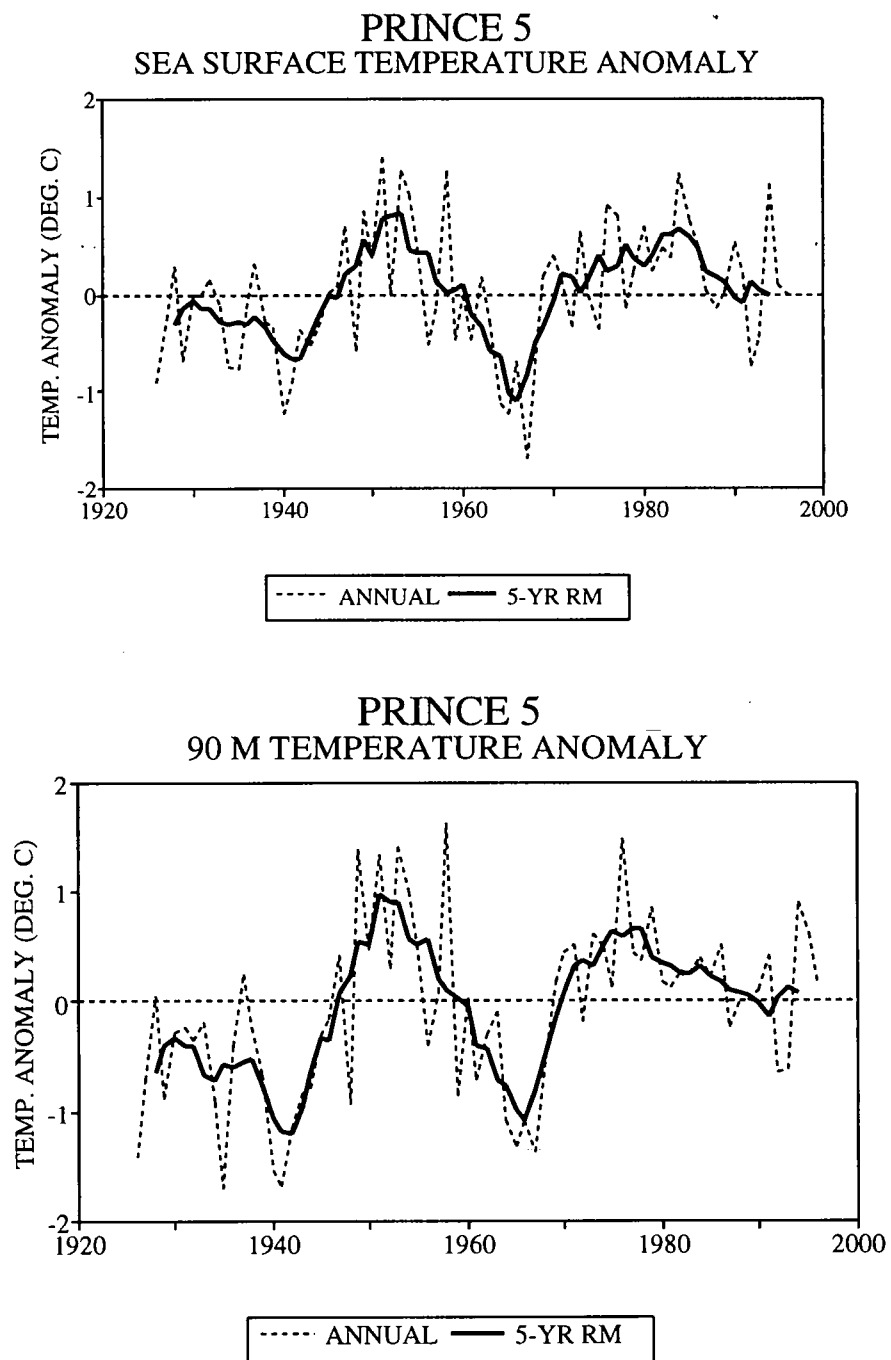 PRINCE 5
SEA SURFACE TEMPERATURE ANOMALY
TEMP. ANOMALY (DEG. C)
2
1
0
-1
-2
1920 1940 1960 1980 2000
ANNUAL 5-YR RM
PRINCE 5
90 M TEMPERATURE ANOMALY
TEMP. ANOMALY (DEG. C)
2
1
0
-1
-2
1920 1940 1960 1980 2000
ANNUAL 5-YR RM